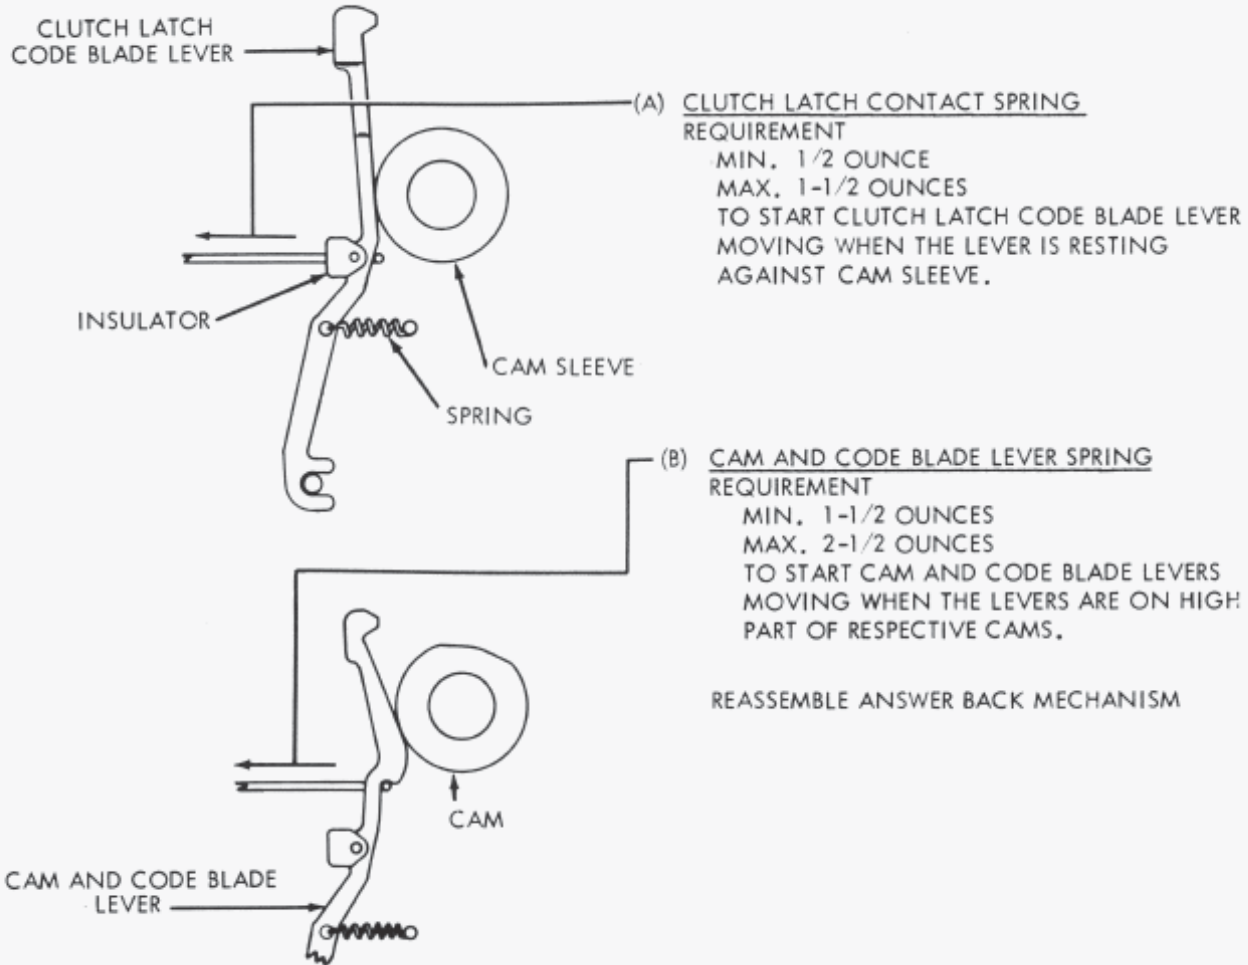 CLUTCH LATCH
CODE BLADE LEVER
(A) CLUTCH LATCH CONTACT SPRING
REQUIREMENT
MIN. 1/2 OUNCE
MAX. 1-1/2 OUNCES
TO START CLUTCH LATCH CODE BLADE LEVER
MOVING WHEN THE LEVER IS RESTING
AGAINST CAM SLEEVE.
INSULATOR
CAM SLEEVE
SPRING
(B) CAM AND CODE BLADE LEVER SPRING
REQUIREMENT
MIN. 1-1/2 OUNCES
MAX. 2-1/2 OUNCES
TO START CAM AND CODE BLADE LEVERS
MOVING WHEN THE LEVERS ARE ON HIGH
PART OF RESPECTIVE CAMS.
REASSEMBLE ANSWER BACK MECHANISM
CAM
CAM AND CODE BLADE
LEVER